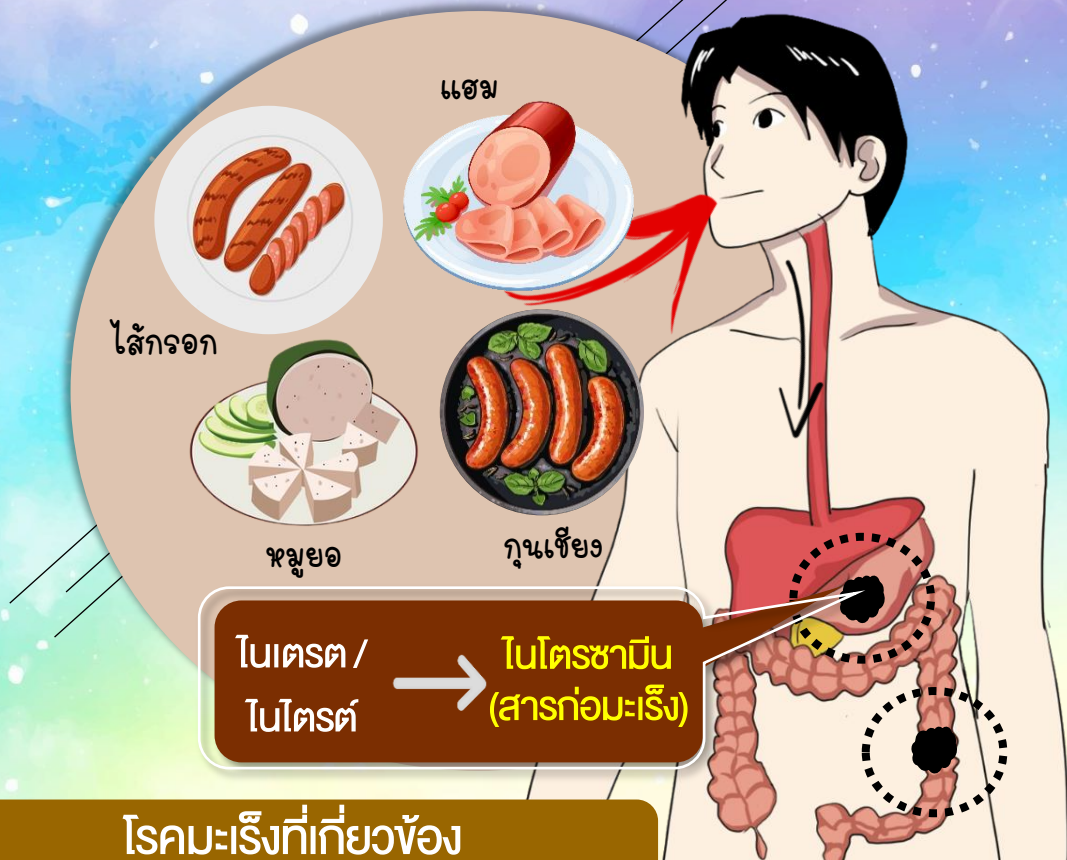 แฮม
ไส้กรอก
หมูยอ
กุนเชียง
ไนเตรต /
ไนไตรต์
ไนโตรซามีน
(สารก่อมะเร็ง)
โรคมะเร็งที่เกี่ยวข้อง